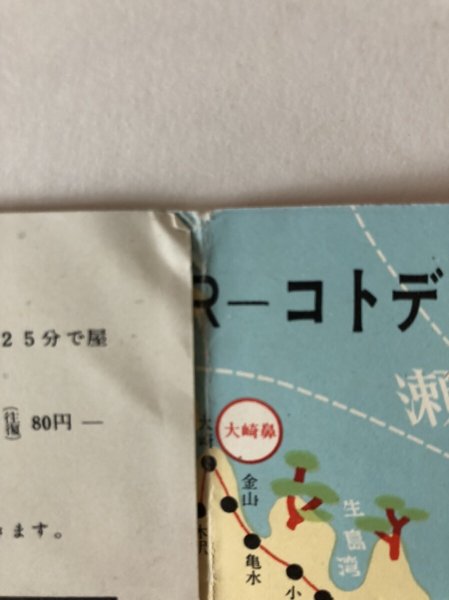 25分で屋
(往復) 80円ー
ます。
R－コトデ
瀬
大崎鼻
金山
生島湾
亀水
小